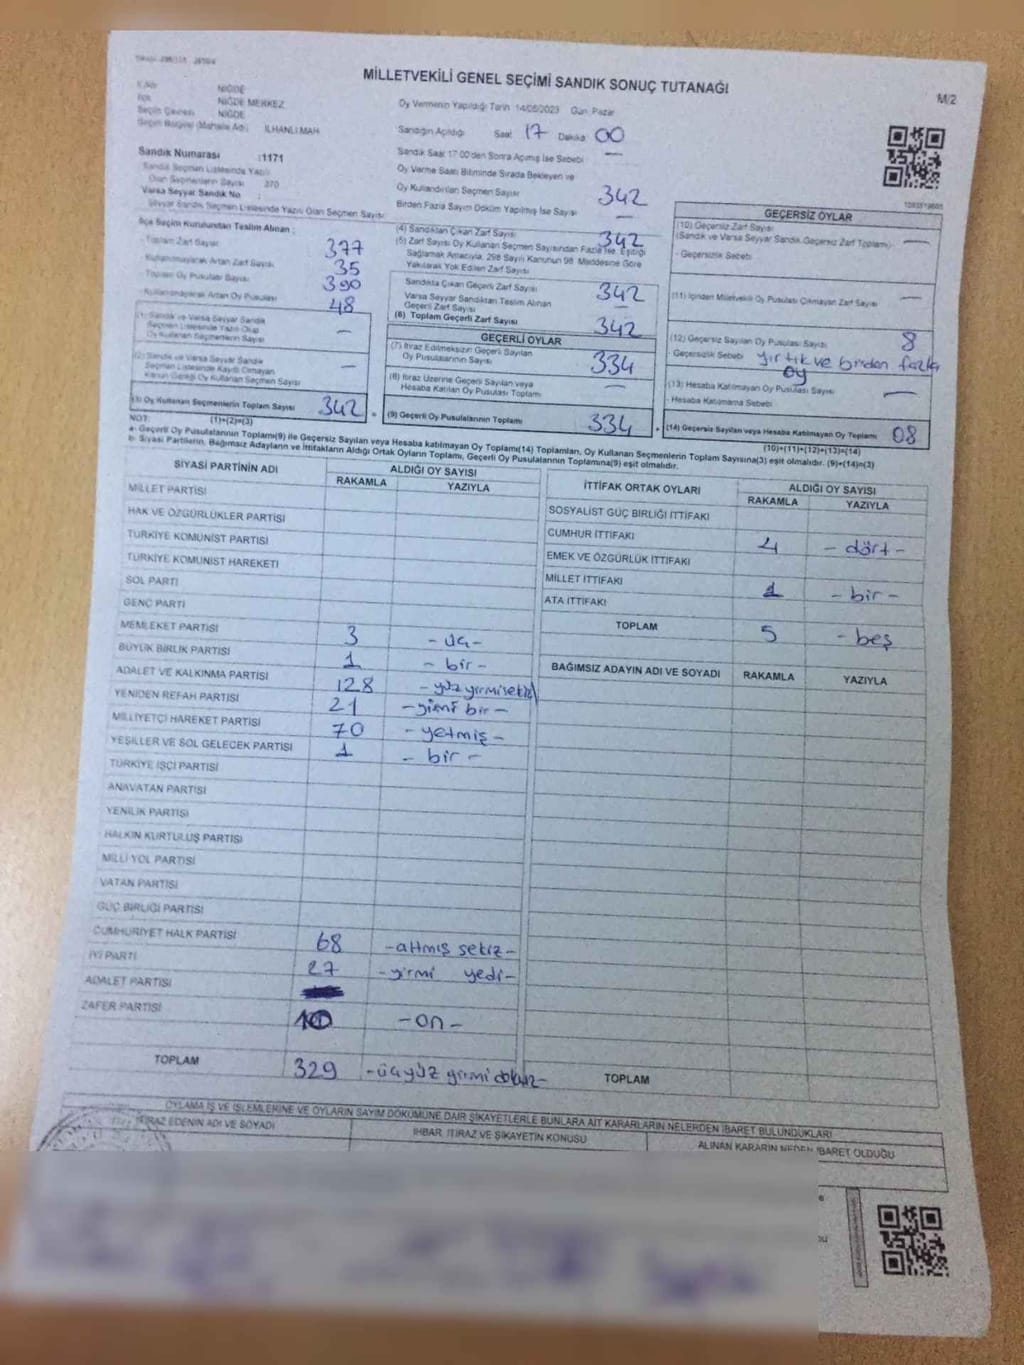 MİLLETVEKİLİ GENEL SEÇİMİ SANDIK SONUÇ TUTANAĞI
M/2
NİĞDE
NİĞDE MERKEZ
Seçim Çevresi NİĞDE
Seçim Bölgesi (Mahalle Adı) İLHANLI MAH
Sandık Numarası :1171
Sandık Seçmen Listesinde Yazılı
Olan Seçmenlerin Sayısı 370
Varsa Seyyar Sandık No :
Seyyar Sandık Seçmen Listesinde Yazılı Olan Seçmen Sayısı
Oy Vermenin Yapıldığı Tarih 14/05/2023 Gün Pazar
Sandığın Açıldığı Saat 17 Dakika 00
Sandık Saat 17:00'den Sonra Açılmış İse Sebebi —
Oy Verme Saati Bitiminde Sırada Bekleyen ve
Oy Kullandırılan Seçmen Sayısı 342
Birden Fazla Sayım Döküm Yapılmış İse Sayısı —
İlçe Seçim Kurulundan Teslim Alınan :
Toplam Zarf Sayısı 377
Kullanılmayarak Artan Zarf Sayısı 35
Toplam Oy Pusulası Sayısı 390
Kullanılmayarak Artan Oy Pusulası 48
(1) Sandık ve Varsa Seyyar Sandık
Seçmen Listesinde Yazılı Olup
Oy Kullanan Seçmenlerin Sayısı —
(2) Sandık ve Varsa Seyyar Sandık
Seçmen Listesinde Kayıtlı Olmayan
Kanun Gereği Oy Kullanan Seçmen Sayısı —
(3) Oy Kullanan Seçmenlerin Toplam Sayısı 342
(1)+(2)=(3)
(4) Sandıktan Çıkan Zarf Sayısı 342
(5) Zarf Sayısı Oy Kullanan Seçmen Sayısından Fazla İse, Eşitliği
Sağlamak Amacıyla, 298 Sayılı Kanunun 98. Maddesine Göre
Yakılarak Yok Edilen Zarf Sayısı —
Sandıkta Çıkan Geçerli Zarf Sayısı 342
Varsa Seyyar Sandıktan Teslim Alınan
Geçerli Zarf Sayısı —
(6) Toplam Geçerli Zarf Sayısı 342
GEÇERLİ OYLAR
(7) İtiraz Edilmeksizin Geçerli Sayılan
Oy Pusulalarının Sayısı 334
(8) İtiraz Üzerine Geçerli Sayılan veya
Hesaba Katılan Oy Pusulası Toplamı —
(9) Geçerli Oy Pusulalarının Toplamı 334
GEÇERSİZ OYLAR
(10) Geçersiz Zarf Sayısı
(Sandık ve Varsa Seyyar Sandık Geçersiz Zarf Toplamı) —
- Geçersizlik Sebebi
(11) İçinden Milletvekili Oy Pusulası Çıkmayan Zarf Sayısı —
(12) Geçersiz Sayılan Oy Pusulası Sayısı 8
- Geçersizlik Sebebi yırtık ve birden fazla
oy
(13) Hesaba Katılmayan Oy Pusulası Sayısı —
- Hesaba Katılmama Sebebi
(14) Geçersiz Sayılan veya Hesaba Katılmayan Oy Toplamı 08
(10)+(11)+(12)+(13)=(14)
NOT:
a- Geçerli Oy Pusulalarının Toplamı(9) ile Geçersiz Sayılan veya Hesaba katılmayan Oy Toplamı(14) Toplamları, Oy Kullanan Seçmenlerin Toplam Sayısına(3) eşit olmalıdır. (9)+(14)=(3)
b- Siyasi Partilerin, Bağımsız Adayların ve İttifakların Aldığı Ortak Oyların Toplamı, Geçerli Oy Pusulalarının Toplamına(9) eşit olmalıdır.
SİYASİ PARTİNİN ADI ALDIĞI OY SAYISI
RAKAMLA YAZIYLA
MİLLET PARTİSİ
HAK VE ÖZGÜRLÜKLER PARTİSİ
TÜRKİYE KOMÜNİST PARTİSİ
TÜRKİYE KOMÜNİST HAREKETİ
SOL PARTİ
GENÇ PARTİ
MEMLEKET PARTİSİ 3 - üç -
BÜYÜK BİRLİK PARTİSİ 1 - bir -
ADALET VE KALKINMA PARTİSİ 128 - yüz yirmisekiz
YENİDEN REFAH PARTİSİ 21 - yirmi bir -
MİLLİYETÇİ HAREKET PARTİSİ 70 - yetmiş -
YEŞİLLER VE SOL GELECEK PARTİSİ 1 - bir -
TÜRKİYE İŞÇİ PARTİSİ
ANAVATAN PARTİSİ
YENİLİK PARTİSİ
HALKIN KURTULUŞ PARTİSİ
MİLLİ YOL PARTİSİ
VATAN PARTİSİ
GÜÇ BİRLİĞİ PARTİSİ
CUMHURİYET HALK PARTİSİ 68 - altmış sekiz -
İYİ PARTİ 27 - yirmi yedi -
ADALET PARTİSİ
ZAFER PARTİSİ 10 - on -
TOPLAM 329 - üçyüz yirmi dokuz -
İTTİFAK ORTAK OYLARI ALDIĞI OY SAYISI
RAKAMLA YAZIYLA
SOSYALİST GÜÇ BİRLİĞİ İTTİFAKI
CUMHUR İTTİFAKI 4 - dört -
EMEK VE ÖZGÜRLÜK İTTİFAKI
MİLLET İTTİFAKI 1 - bir -
ATA İTTİFAKI
TOPLAM 5 - beş
BAĞIMSIZ ADAYIN ADI VE SOYADI RAKAMLA YAZIYLA
TOPLAM
OYLAMA İŞ VE İŞLEMLERİNE VE OYLARIN SAYIM DÖKÜMÜNE DAİR ŞİKAYETLERLE BUNLARA AİT KARARLARIN NELERDEN İBARET BULUNDUKLARI
İTİRAZ EDENİN ADI VE SOYADI İHBAR, İTİRAZ VE ŞİKAYETİN KONUSU ALINAN KARARIN NEDEN İBARET OLDUĞU